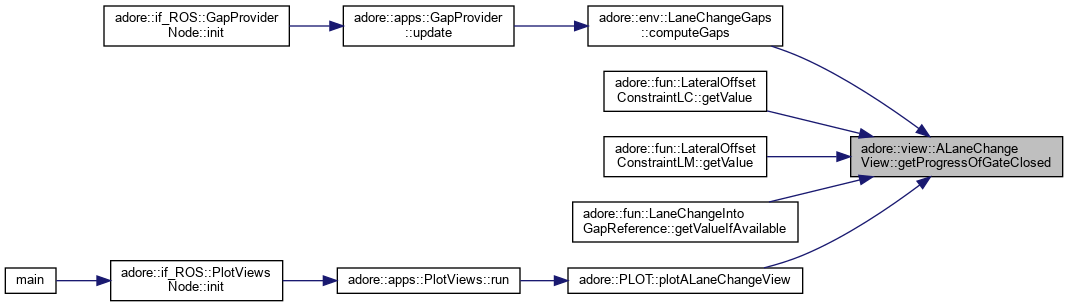 adore::if_ROS::GapProvider
Node::init
adore::apps::GapProvider
::update
adore::env::LaneChangeGaps
::computeGaps
adore::fun::LateralOffset
ConstraintLC::getValue
adore::fun::LateralOffset
ConstraintLM::getValue
adore::view::ALaneChange
View::getProgressOfGateClosed
adore::fun::LaneChangeInto
GapReference::getValueIfAvailable
main
adore::if_ROS::PlotViews
Node::init
adore::apps::PlotViews::run
adore::PLOT::plotALaneChangeView